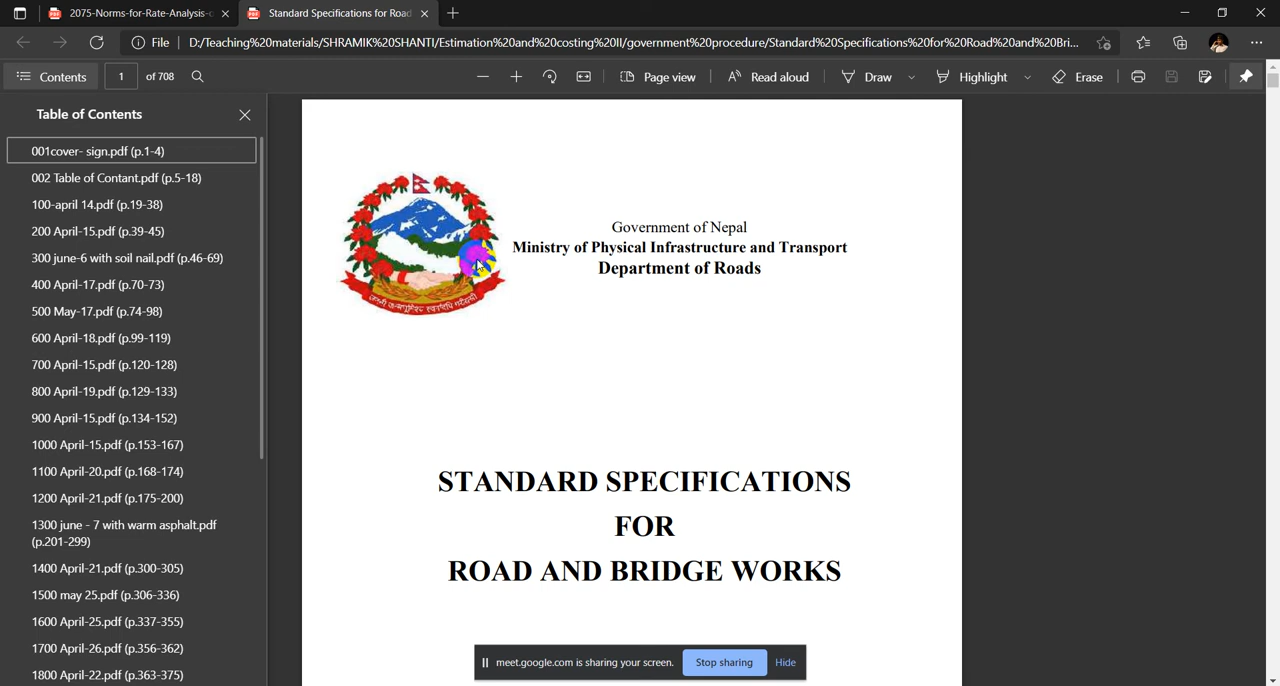 2075-Norms-for-Rate-Analysis-
Standard Specifications for Road
File
D:/Teaching%20materials/SHRAMIK%20SHANTI/Estimation%20and%20costing%20II/government%20procedure/Standard%20Specifications%20for%20Road%20and%20Bri...
Contents
1
of 708
Page view
Read aloud
Draw
Highlight
Erase
Table of Contents
001cover- sign.pdf (p.1-4)
002 Table of Contant.pdf (p.5-18)
100-april 14.pdf (p.19-38)
200 April-15.pdf (p.39-45)
300 june-6 with soil nail.pdf (p.46-69)
400 April-17.pdf (p.70-73)
500 May-17.pdf (p.74-98)
600 April-18.pdf (p.99-119)
700 April-15.pdf (p.120-128)
800 April-19.pdf (p.129-133)
900 April-15.pdf (p.134-152)
1000 April-15.pdf (p.153-167)
1100 April-20.pdf (p.168-174)
1200 April-21.pdf (p.175-200)
1300 june - 7 with warm asphalt.pdf
(p.201-299)
1400 April-21.pdf (p.300-305)
1500 may 25.pdf (p.306-336)
1600 April-25.pdf (p.337-355)
1700 April-26.pdf (p.356-362)
1800 April-22.pdf (p.363-375)
Government of Nepal
Ministry of Physical Infrastructure and Transport
Department of Roads
STANDARD SPECIFICATIONS
FOR
ROAD AND BRIDGE WORKS
meet.google.com is sharing your screen.
Stop sharing
Hide